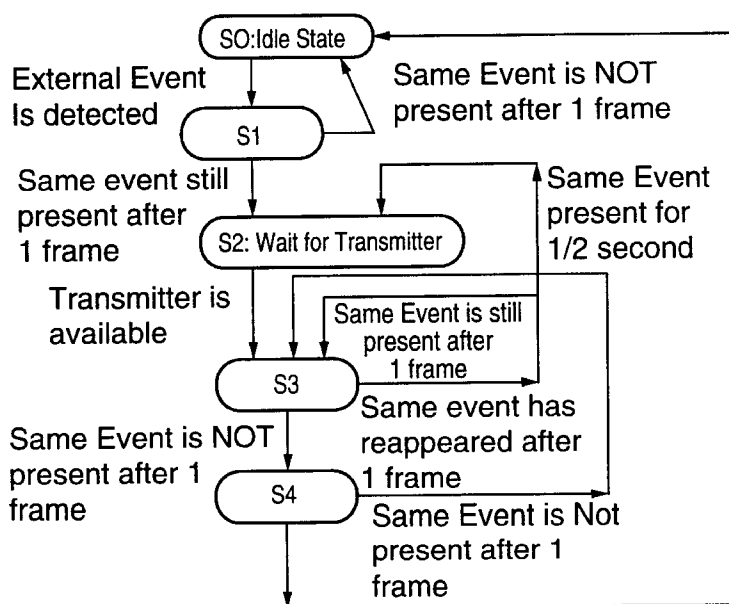 SO:Idle State
External Event
Is detected
Same Event is NOT
present after 1 frame
S1
Same event still
present after
1 frame
Same Event
present for
1/2 second
S2: Wait for Transmitter
Transmitter is
available
Same Event is still
present after
1 frame
S3
Same Event is NOT
present after 1
frame
Same event has
reappeared after
1 frame
S4
Same Event is Not
present after 1
frame